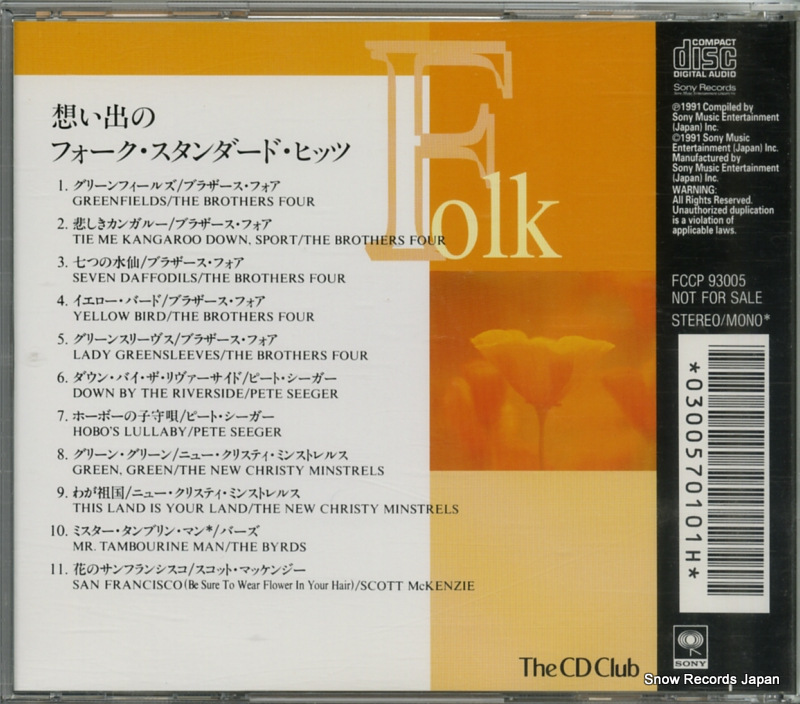 想い出の
フォーク・スタンダード・ヒッツ
Folk
1. グリーンフィールズ/ブラザース・フォア
GREENFIELDS/THE BROTHERS FOUR
2. 悲しきカンガルー/ブラザース・フォア
TIE ME KANGAROO DOWN, SPORT/THE BROTHERS FOUR
3. 七つの水仙/ブラザース・フォア
SEVEN DAFFODILS/THE BROTHERS FOUR
4. イエロー・バード/ブラザース・フォア
YELLOW BIRD/THE BROTHERS FOUR
5. グリーンスリーヴス/ブラザース・フォア
LADY GREENSLEEVES/THE BROTHERS FOUR
6. ダウン・バイ・ザ・リヴァーサイド/ピート・シーガー
DOWN BY THE RIVERSIDE/PETE SEEGER
7. ホーボーの子守唄/ピート・シーガー
HOBO'S LULLABY/PETE SEEGER
8. グリーン・グリーン/ニュー・クリスティ・ミンストレルス
GREEN, GREEN/THE NEW CHRISTY MINSTRELS
9. わが祖国/ニュー・クリスティ・ミンストレルス
THIS LAND IS YOUR LAND/THE NEW CHRISTY MINSTRELS
10. ミスター・タンブリン・マン*/バーズ
MR. TAMBOURINE MAN/THE BYRDS
11. 花のサンフランシスコ/スコット・マッケンジー
SAN FRANCISCO (Be Sure To Wear Flower In Your Hair)/SCOTT McKENZIE
The CD Club
COMPACT
disc
DIGITAL AUDIO
Sony Records
℗1991 Compiled by
Sony Music Entertainment
(Japan) Inc.
©1991 Sony Music
Entertainment (Japan) Inc.
Manufactured by
Sony Music Entertainment
(Japan) Inc.
WARNING:
All Rights Reserved.
Unauthorized duplication
is a violation of
applicable laws.
FCCP 93005
NOT FOR SALE
STEREO/MONO*
*0300570101H*
SONY
Snow Records Japan